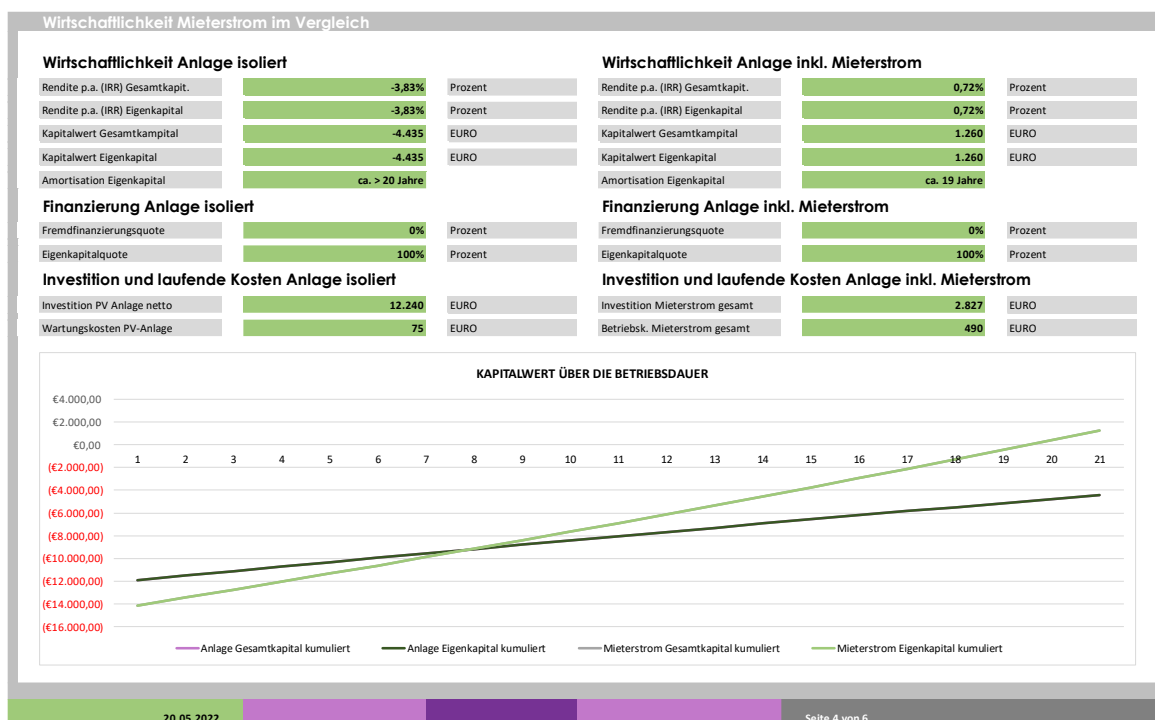 Wirtschaftlichkeit Mieterstrom im Vergleich
Wirtschaftlichkeit Anlage isoliert
Rendite p.a. (IRR) Gesamtkapit. -3,83% Prozent
Rendite p.a. (IRR) Eigenkapital -3,83% Prozent
Kapitalwert Gesamtkampital -4.435 EURO
Kapitalwert Eigenkapital -4.435 EURO
Amortisation Eigenkapital ca. > 20 Jahre
Finanzierung Anlage isoliert
Fremdfinanzierungsquote 0% Prozent
Eigenkapitalquote 100% Prozent
Investition und laufende Kosten Anlage isoliert
Investition PV Anlage netto 12.240 EURO
Wartungskosten PV-Anlage 75 EURO
Wirtschaftlichkeit Anlage inkl. Mieterstrom
Rendite p.a. (IRR) Gesamtkapit. 0,72% Prozent
Rendite p.a. (IRR) Eigenkapital 0,72% Prozent
Kapitalwert Gesamtkampital 1.260 EURO
Kapitalwert Eigenkapital 1.260 EURO
Amortisation Eigenkapital ca. 19 Jahre
Finanzierung Anlage inkl. Mieterstrom
Fremdfinanzierungsquote 0% Prozent
Eigenkapitalquote 100% Prozent
Investition und laufende Kosten Anlage inkl. Mieterstrom
Investition Mieterstrom gesamt 2.827 EURO
Betriebsk. Mieterstrom gesamt 490 EURO
KAPITALWERT ÜBER DIE BETRIEBSDAUER
€4.000,00
€2.000,00
€0,00
1 2 3 4 5 6 7 8 9 10 11 12 13 14 15 16 17 18 19 20 21
(€2.000,00)
(€4.000,00)
(€6.000,00)
(€8.000,00)
(€10.000,00)
(€12.000,00)
(€14.000,00)
(€16.000,00)
Anlage Gesamtkapital kumuliert Anlage Eigenkapital kumuliert Mieterstrom Gesamtkapital kumuliert Mieterstrom Eigenkapital kumuliert
20.05.2022 Seite 4 von 6